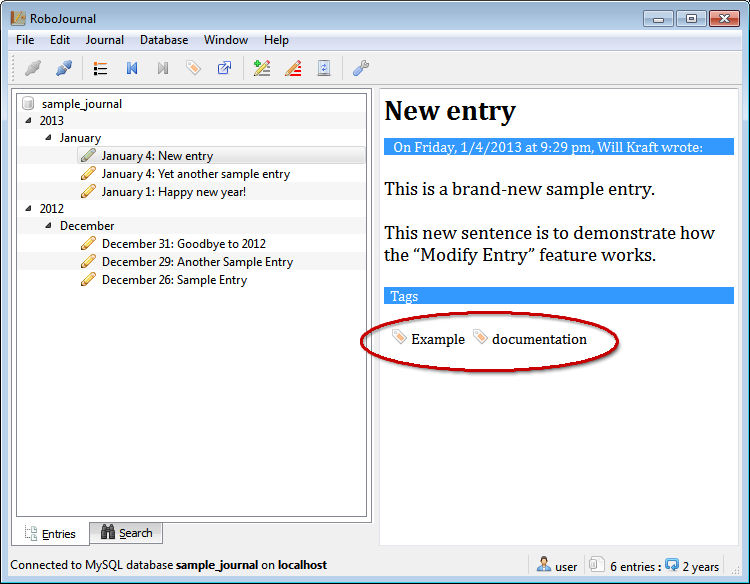 RoboJournal
File Edit Journal Database Window Help
sample_journal
2013
January
January 4: New entry
January 4: Yet another sample entry
January 1: Happy new year!
2012
December
December 31: Goodbye to 2012
December 29: Another Sample Entry
December 26: Sample Entry
New entry
On Friday, 1/4/2013 at 9:29 pm, Will Kraft wrote:
This is a brand-new sample entry.
This new sentence is to demonstrate how
the “Modify Entry” feature works.
Tags
Example documentation
Entries Search
Connected to MySQL database sample_journal on localhost
user 6 entries : 2 years